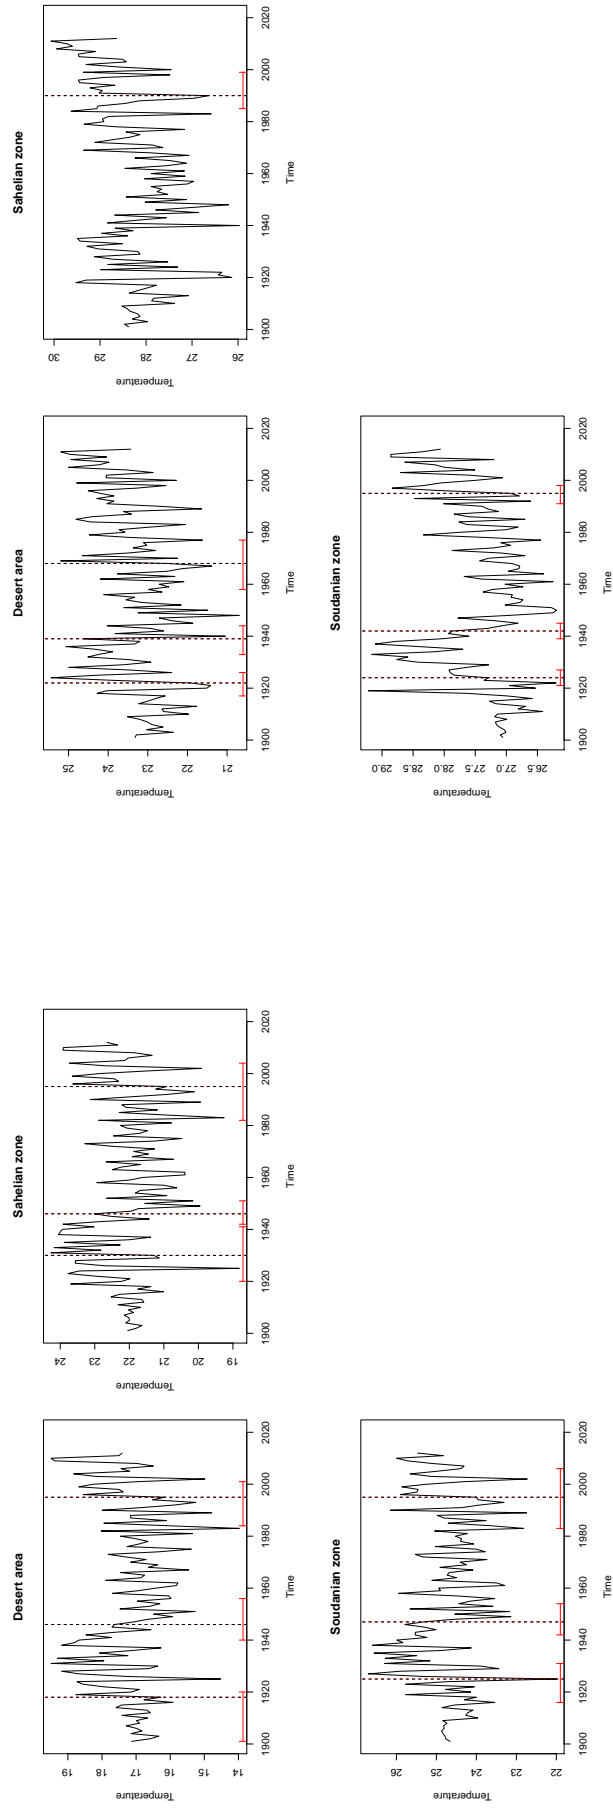 Desert area
Temperature
19
18
17
16
15
14
1900 1920 1940 1960 1980 2000 2020
Time
Sahelian zone
Temperature
24
23
22
21
20
19
1900 1920 1940 1960 1980 2000 2020
Time
Soudanian zone
Temperature
26
25
24
23
22
1900 1920 1940 1960 1980 2000 2020
Time
Desert area
Temperature
25
24
23
22
21
1900 1920 1940 1960 1980 2000 2020
Time
Sahelian zone
Temperature
30
29
28
27
26
1900 1920 1940 1960 1980 2000 2020
Time
Soudanian zone
Temperature
29.0
28.5
28.0
27.5
27.0
26.5
1900 1920 1940 1960 1980 2000 2020
Time